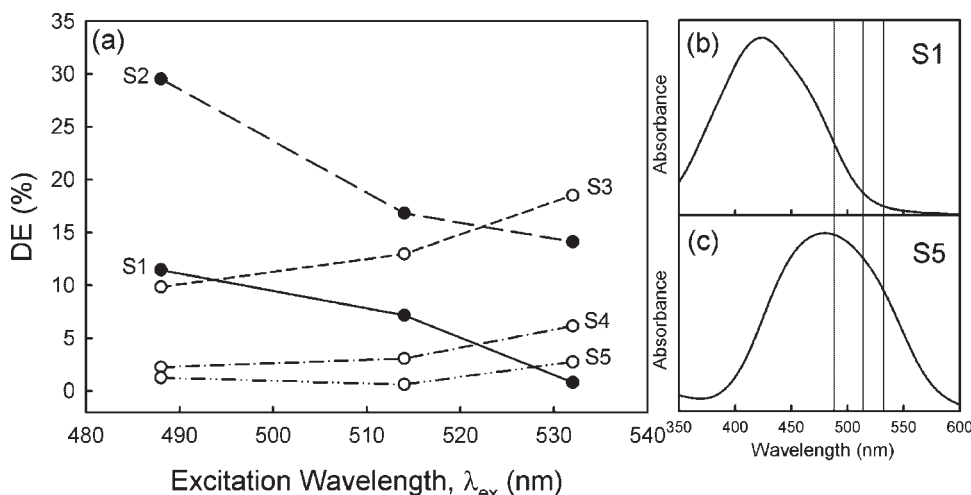 (a)
35
30
25
20
15
10
5
0
DE (%)
S2
S3
S1
S4
S5
480 490 500 510 520 530 540
Excitation Wavelength, λex (nm)
(b)
S1
Absorbance
(c)
S5
Absorbance
350 400 450 500 550 600
Wavelength (nm)